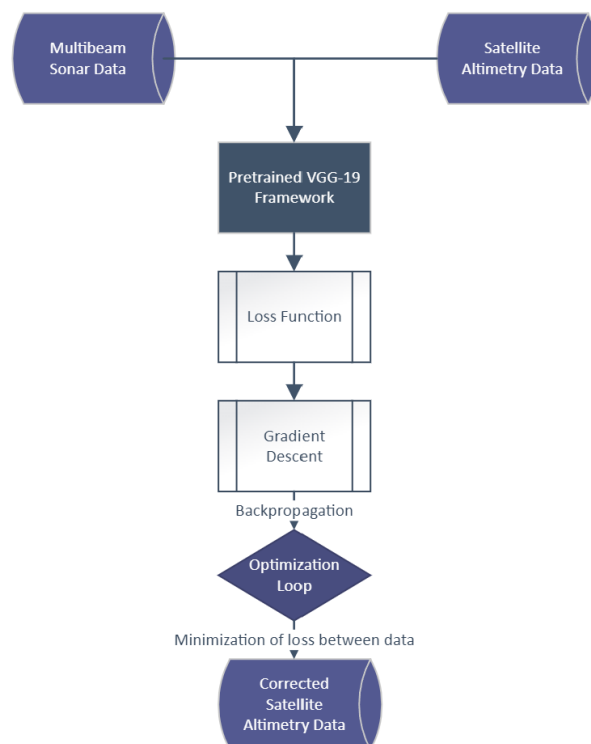 Multibeam
Sonar Data
Satellite
Altimetry Data
Pretrained VGG-19
Framework
Loss Function
Gradient
Descent
Backpropagation
Optimization
Loop
Minimization of loss between data
Corrected
Satellite
Altimetry Data